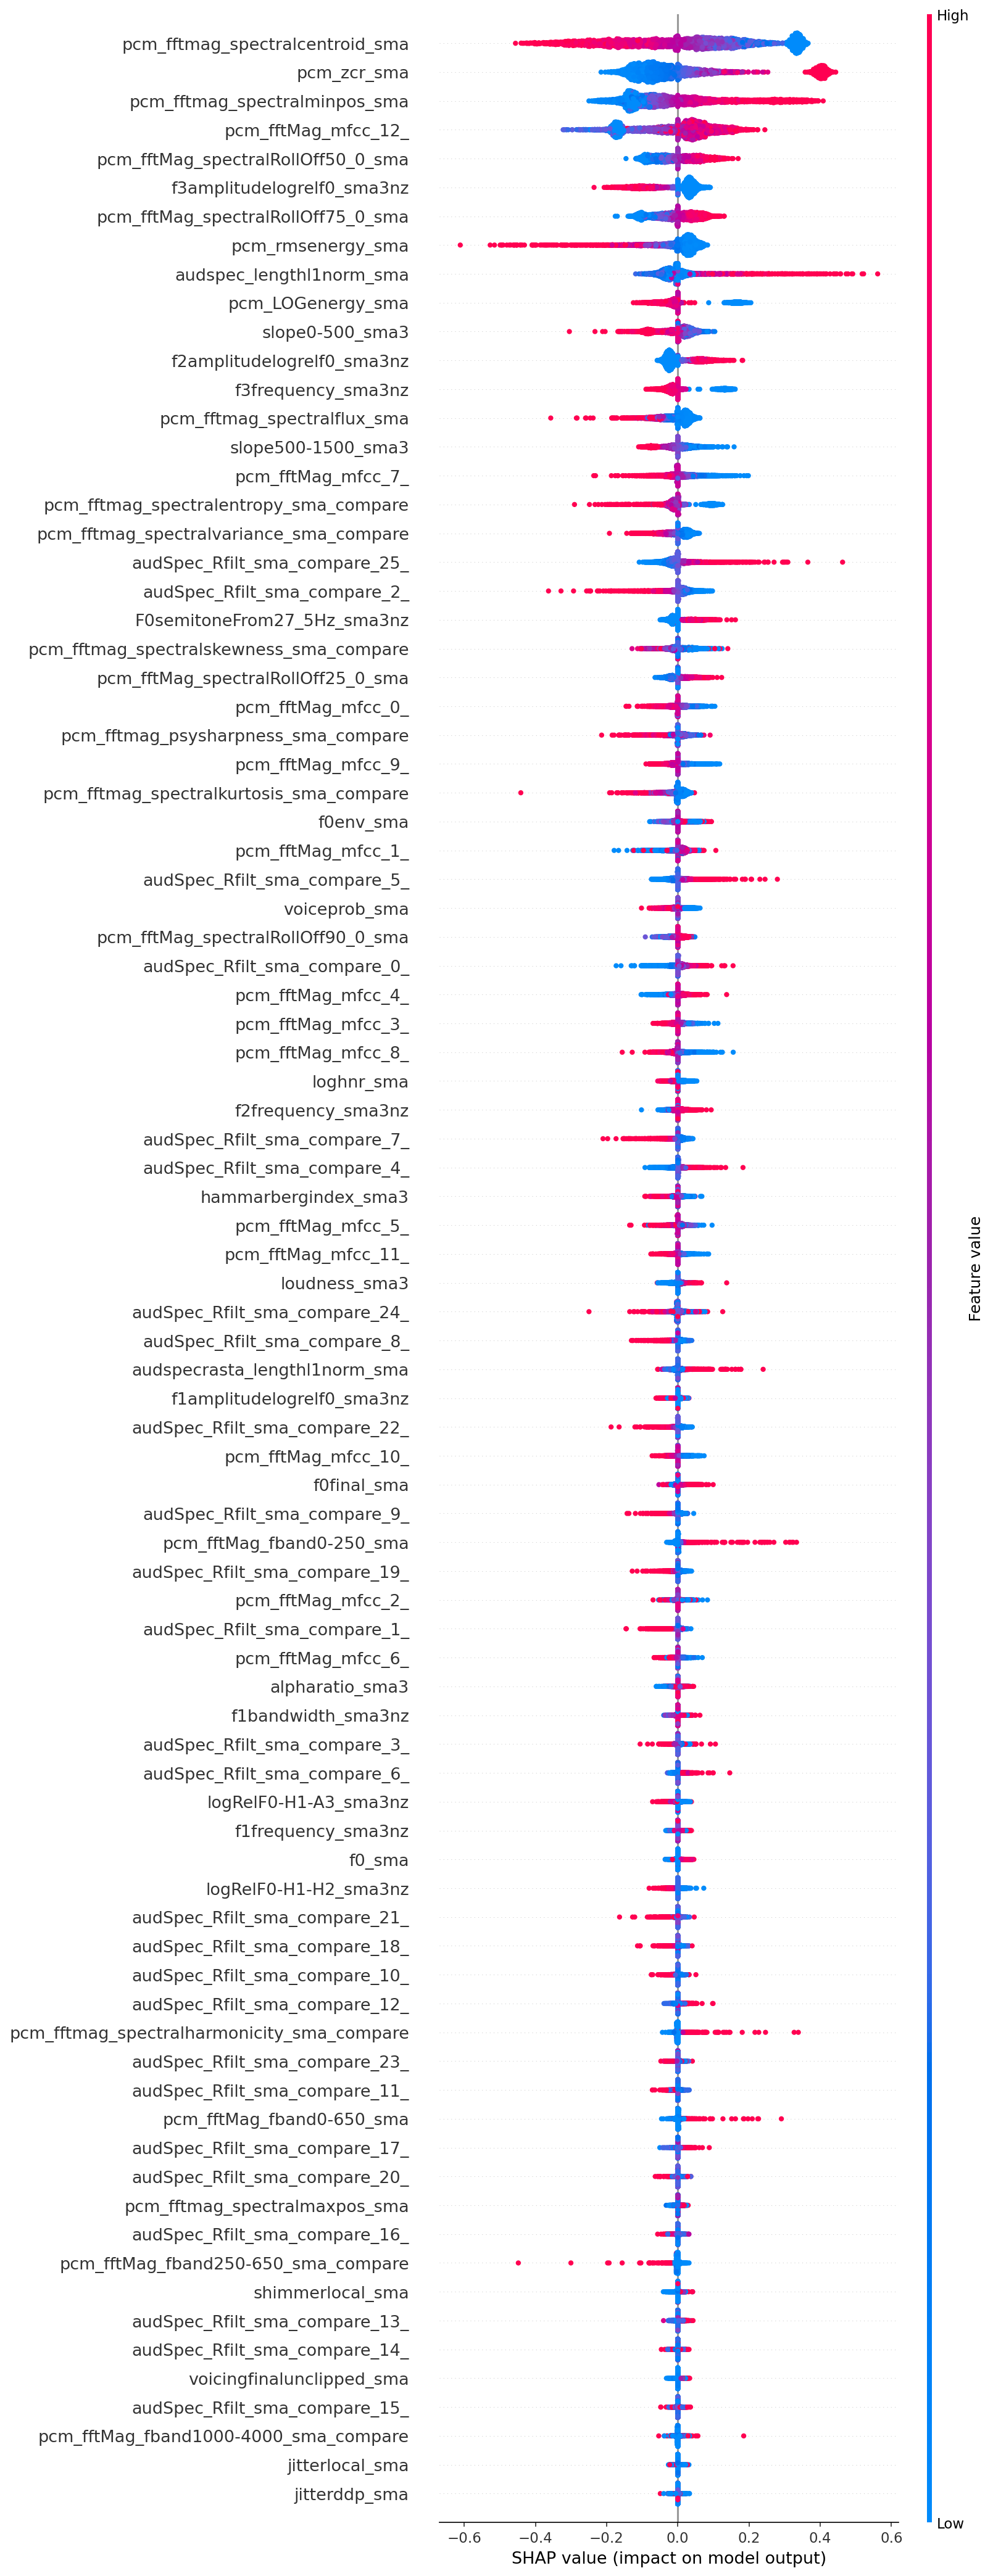 High
pcm_fftmag_spectralcentroid_sma
pcm_zcr_sma
pcm_fftmag_spectralminpos_sma
pcm_fftMag_mfcc_12_
pcm_fftMag_spectralRollOff50_0_sma
f3amplitudelogrelf0_sma3nz
pcm_fftMag_spectralRollOff75_0_sma
pcm_rmsenergy_sma
audspec_lengthl1norm_sma
pcm_LOGenergy_sma
slope0-500_sma3
f2amplitudelogrelf0_sma3nz
f3frequency_sma3nz
pcm_fftmag_spectralflux_sma
slope500-1500_sma3
pcm_fftMag_mfcc_7_
pcm_fftmag_spectralentropy_sma_compare
pcm_fftmag_spectralvariance_sma_compare
audSpec_Rfilt_sma_compare_25_
audSpec_Rfilt_sma_compare_2_
F0semitoneFrom27_5Hz_sma3nz
pcm_fftmag_spectralskewness_sma_compare
pcm_fftMag_spectralRollOff25_0_sma
pcm_fftMag_mfcc_0_
pcm_fftmag_psysharpness_sma_compare
pcm_fftMag_mfcc_9_
pcm_fftmag_spectralkurtosis_sma_compare
f0env_sma
pcm_fftMag_mfcc_1_
audSpec_Rfilt_sma_compare_5_
voiceprob_sma
pcm_fftMag_spectralRollOff90_0_sma
audSpec_Rfilt_sma_compare_0_
pcm_fftMag_mfcc_4_
pcm_fftMag_mfcc_3_
pcm_fftMag_mfcc_8_
loghnr_sma
f2frequency_sma3nz
audSpec_Rfilt_sma_compare_7_
audSpec_Rfilt_sma_compare_4_
hammarbergindex_sma3
pcm_fftMag_mfcc_5_
pcm_fftMag_mfcc_11_
loudness_sma3
audSpec_Rfilt_sma_compare_24_
audSpec_Rfilt_sma_compare_8_
audspecrasta_lengthl1norm_sma
f1amplitudelogrelf0_sma3nz
audSpec_Rfilt_sma_compare_22_
pcm_fftMag_mfcc_10_
f0final_sma
audSpec_Rfilt_sma_compare_9_
pcm_fftMag_fband0-250_sma
audSpec_Rfilt_sma_compare_19_
pcm_fftMag_mfcc_2_
audSpec_Rfilt_sma_compare_1_
pcm_fftMag_mfcc_6_
alpharatio_sma3
f1bandwidth_sma3nz
audSpec_Rfilt_sma_compare_3_
audSpec_Rfilt_sma_compare_6_
logRelF0-H1-A3_sma3nz
f1frequency_sma3nz
f0_sma
logRelF0-H1-H2_sma3nz
audSpec_Rfilt_sma_compare_21_
audSpec_Rfilt_sma_compare_18_
audSpec_Rfilt_sma_compare_10_
audSpec_Rfilt_sma_compare_12_
pcm_fftmag_spectralharmonicity_sma_compare
audSpec_Rfilt_sma_compare_23_
audSpec_Rfilt_sma_compare_11_
pcm_fftMag_fband0-650_sma
audSpec_Rfilt_sma_compare_17_
audSpec_Rfilt_sma_compare_20_
pcm_fftmag_spectralmaxpos_sma
audSpec_Rfilt_sma_compare_16_
pcm_fftMag_fband250-650_sma_compare
shimmerlocal_sma
audSpec_Rfilt_sma_compare_13_
audSpec_Rfilt_sma_compare_14_
voicingfinalunclipped_sma
audSpec_Rfilt_sma_compare_15_
pcm_fftMag_fband1000-4000_sma_compare
jitterlocal_sma
jitterddp_sma
−0.6 −0.4 −0.2 0.0 0.2 0.4 0.6
SHAP value (impact on model output)
Feature value
Low